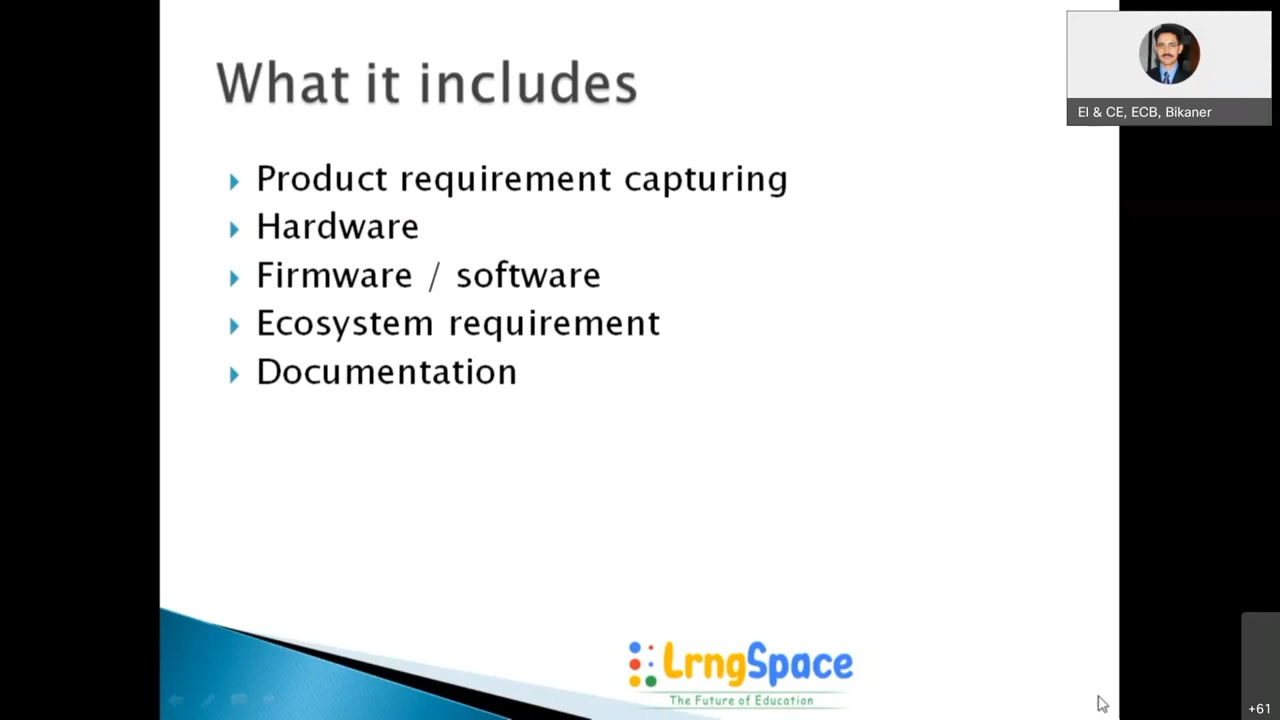 What it includes
Product requirement capturing
Hardware
Firmware / software
Ecosystem requirement
Documentation
EI & CE, ECB, Bikaner
LrngSpace
The Future of Education
+61